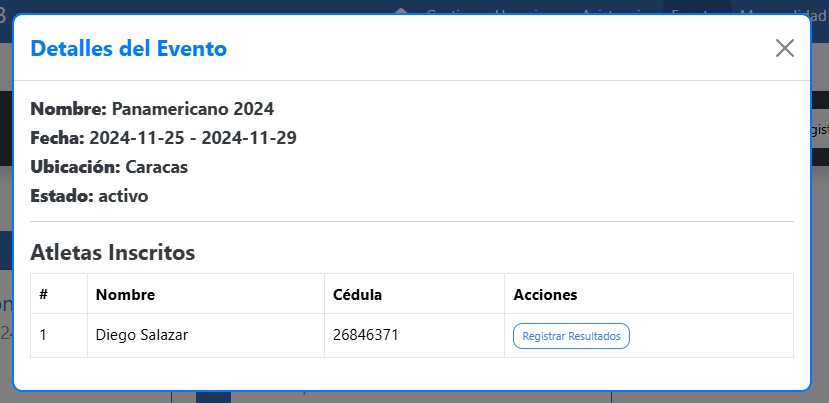 Detalles del Evento
Nombre: Panamericano 2024
Fecha: 2024-11-25 - 2024-11-29
Ubicación: Caracas
Estado: activo
Atletas Inscritos
# Nombre Cédula Acciones
1 Diego Salazar 26846371 Registrar Resultados